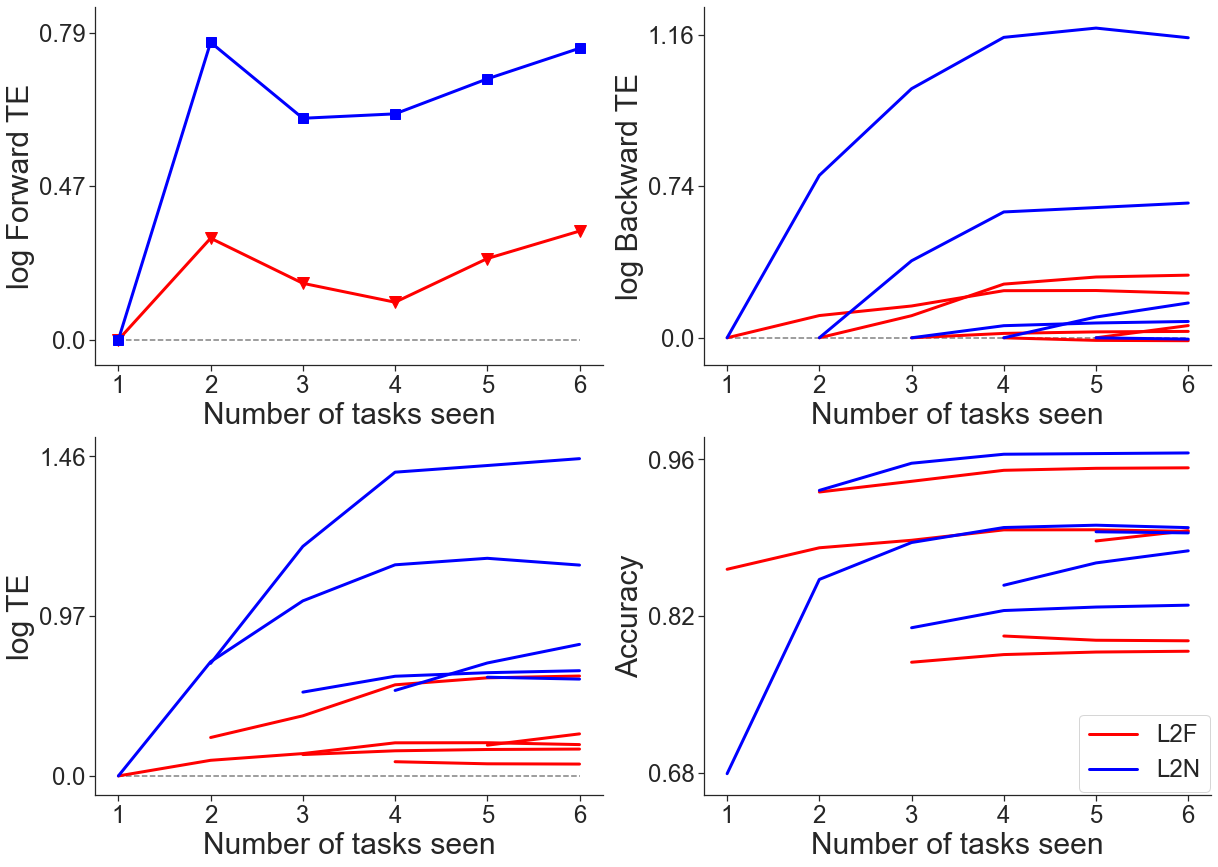 log Forward TE
0.79
0.47
0.0
1 2 3 4 5 6
Number of tasks seen
log Backward TE
1.16
0.74
0.0
1 2 3 4 5 6
Number of tasks seen
log TE
1.46
0.97
0.0
1 2 3 4 5 6
Number of tasks seen
Accuracy
0.96
0.82
0.68
1 2 3 4 5 6
Number of tasks seen
L2F
L2N